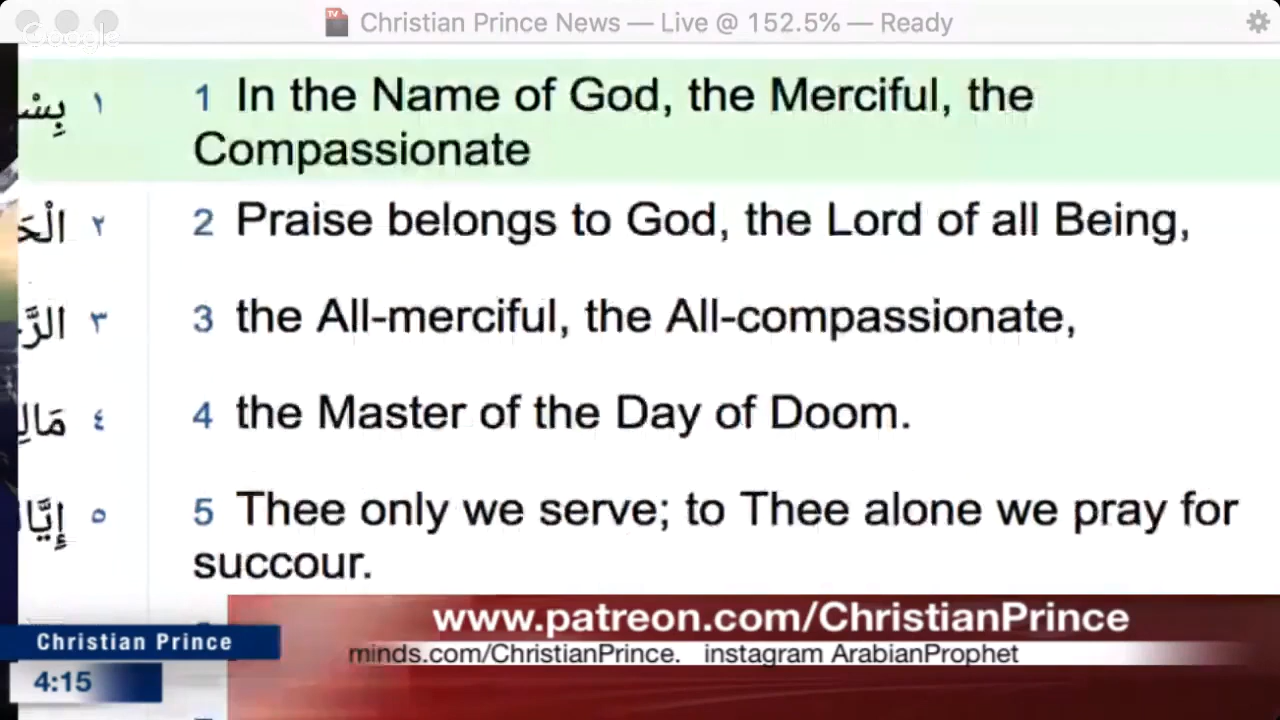 Christian Prince News — Live @ 152.5% — Ready
Google
١
1 In the Name of God, the Merciful, the
Compassionate
٢
2 Praise belongs to God, the Lord of all Being,
٣
3 the All-merciful, the All-compassionate,
٤
4 the Master of the Day of Doom.
٥
5 Thee only we serve; to Thee alone we pray for
succour.
www.patreon.com/ChristianPrince
Christian Prince
minds.com/ChristianPrince. instagram ArabianProphet
4:15